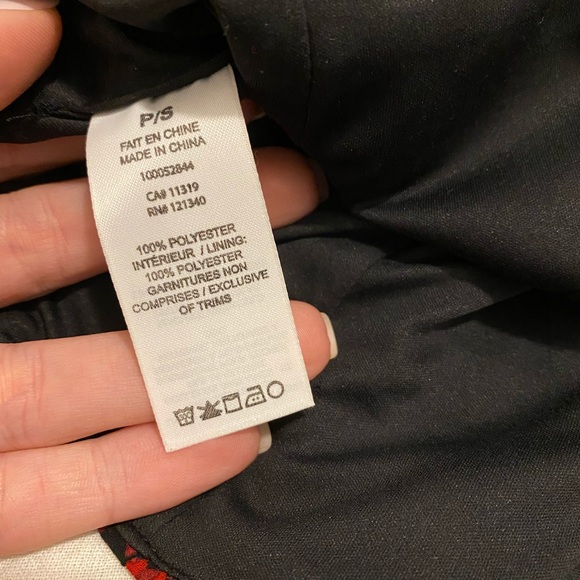 P/S
FAIT EN CHINE
MADE IN CHINA
100052844
CA# 11319
RN# 121340
100% POLYESTER
INTÉRIEUR / LINING:
100% POLYESTER
GARNITURES NON
COMPRISES / EXCLUSIVE
OF TRIMS